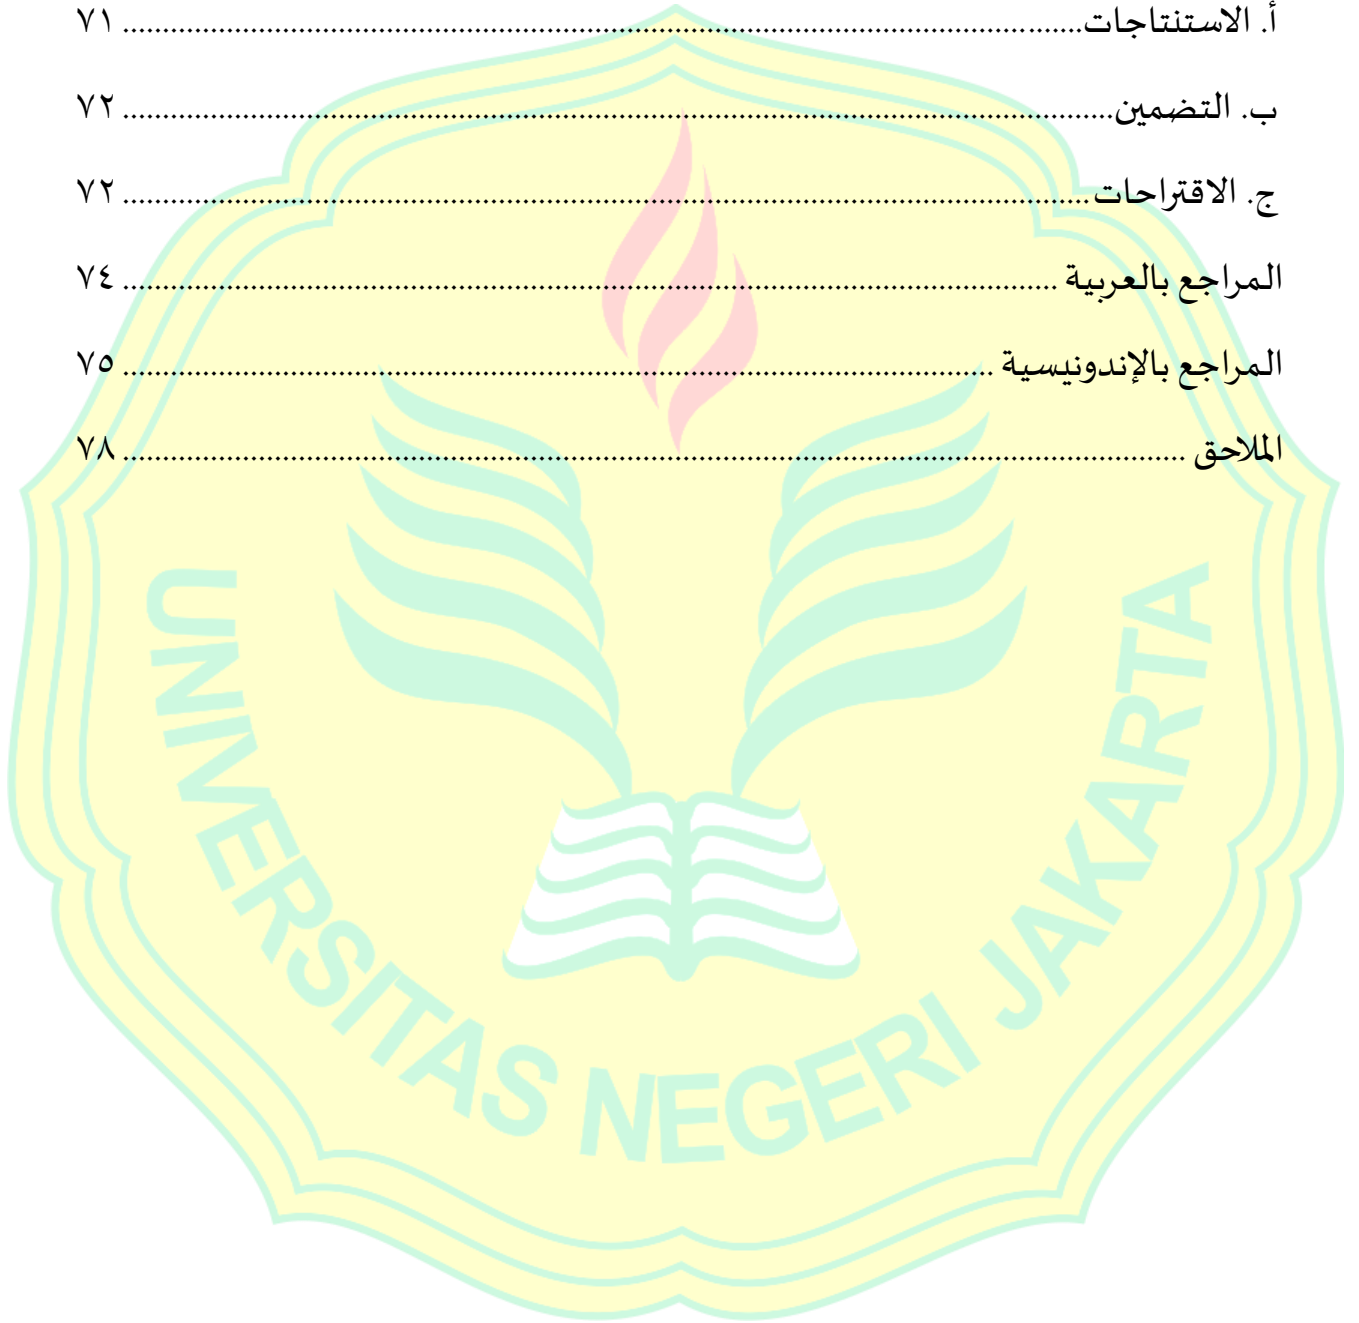 أ. الاستنتاجات........................................................................................................ ٧١
ب. التضمين........................................................................................................ ٧٢
ج. الاقتراحات........................................................................................................ ٧٢
المراجع بالعربية ........................................................................................................ ٧٤
المراجع بالإندونيسية ........................................................................................................ ٧٥
الملاحق ........................................................................................................ ٧٨
UNIVERSITAS NEGERI JAKARTA